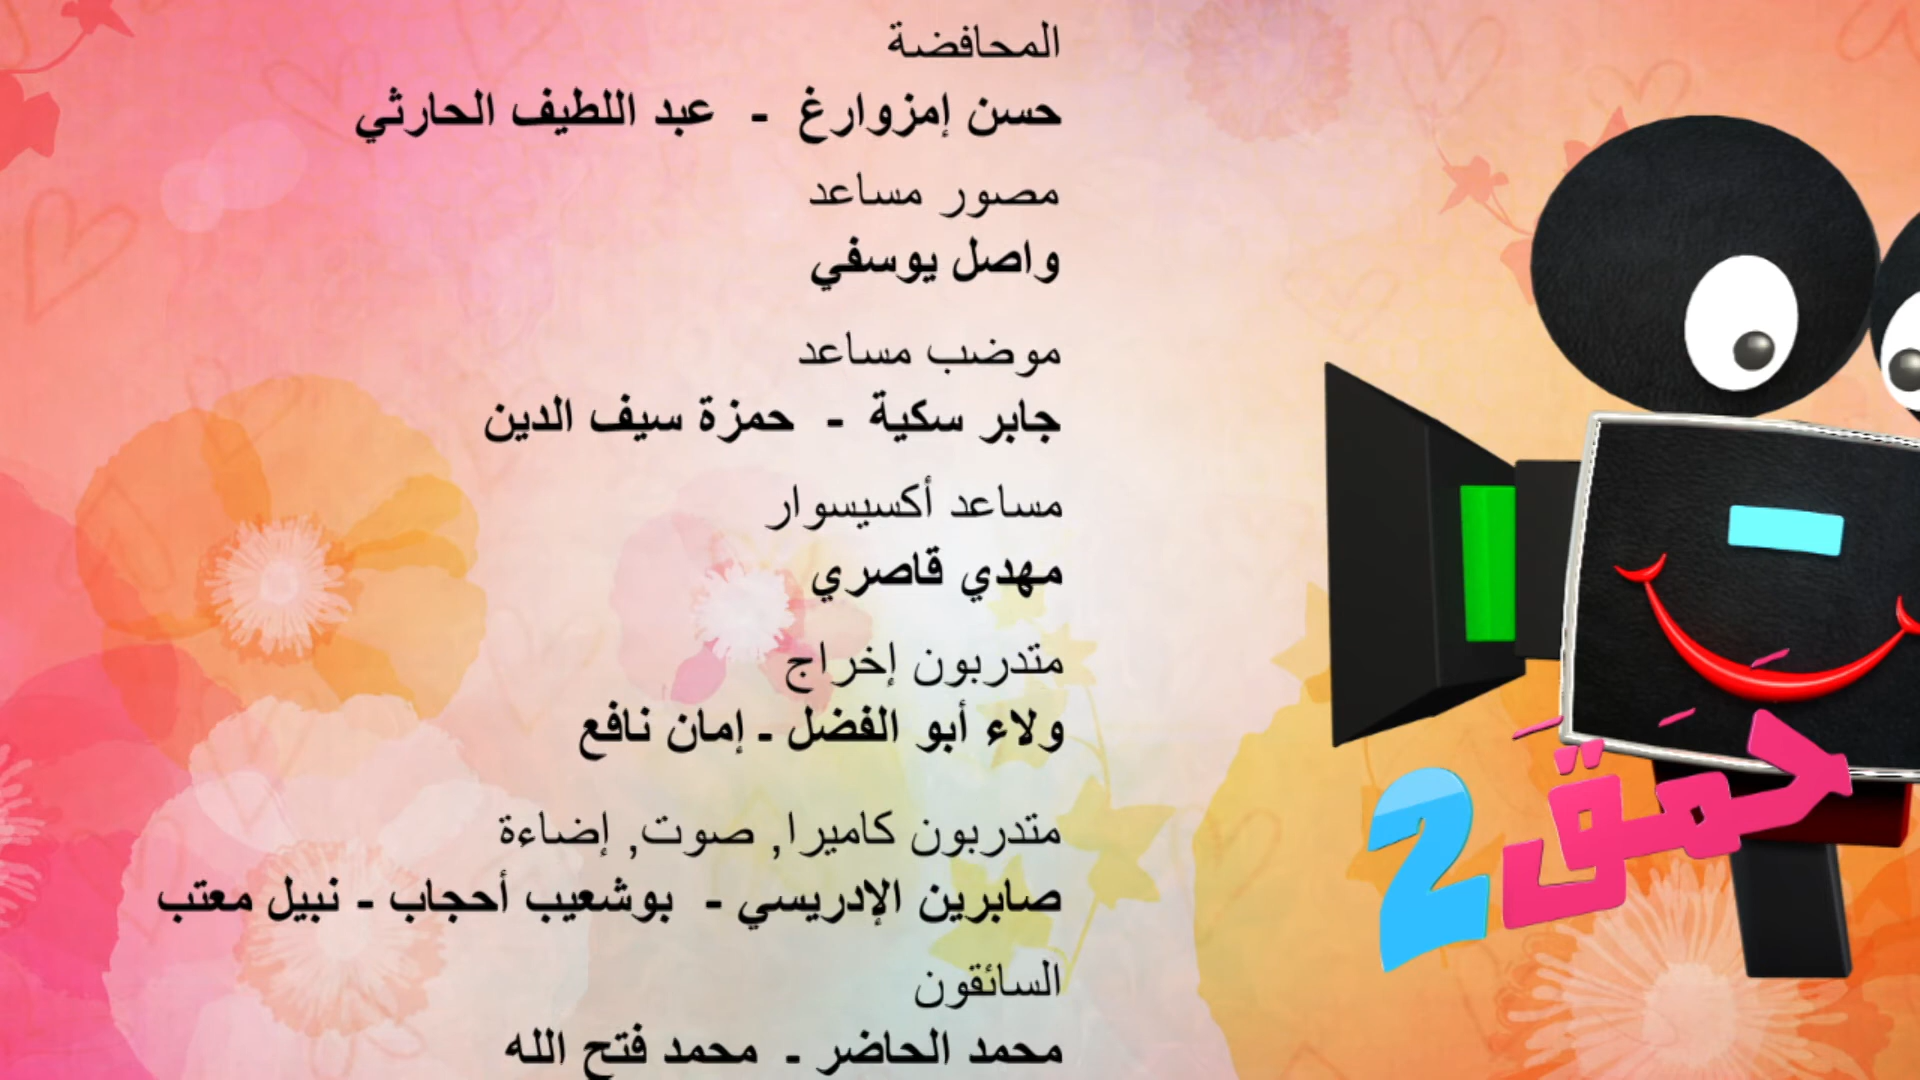 المحافضة
حسن إمزوارغ - عبد اللطيف الحارثي
مصور مساعد
واصل يوسفي
موضب مساعد
جابر سكية - حمزة سيف الدين
مساعد أكسيسوار
مهدي قاصري
متدربون إخراج
ولاء أبو الفضل - إمان نافع
متدربون كاميرا, صوت, إضاءة
صابرين الإدريسي - بوشعيب أحجاب - نبيل معتب
السائقون
محمد الحاضر - محمد فتح الله
حَمَقَ 2